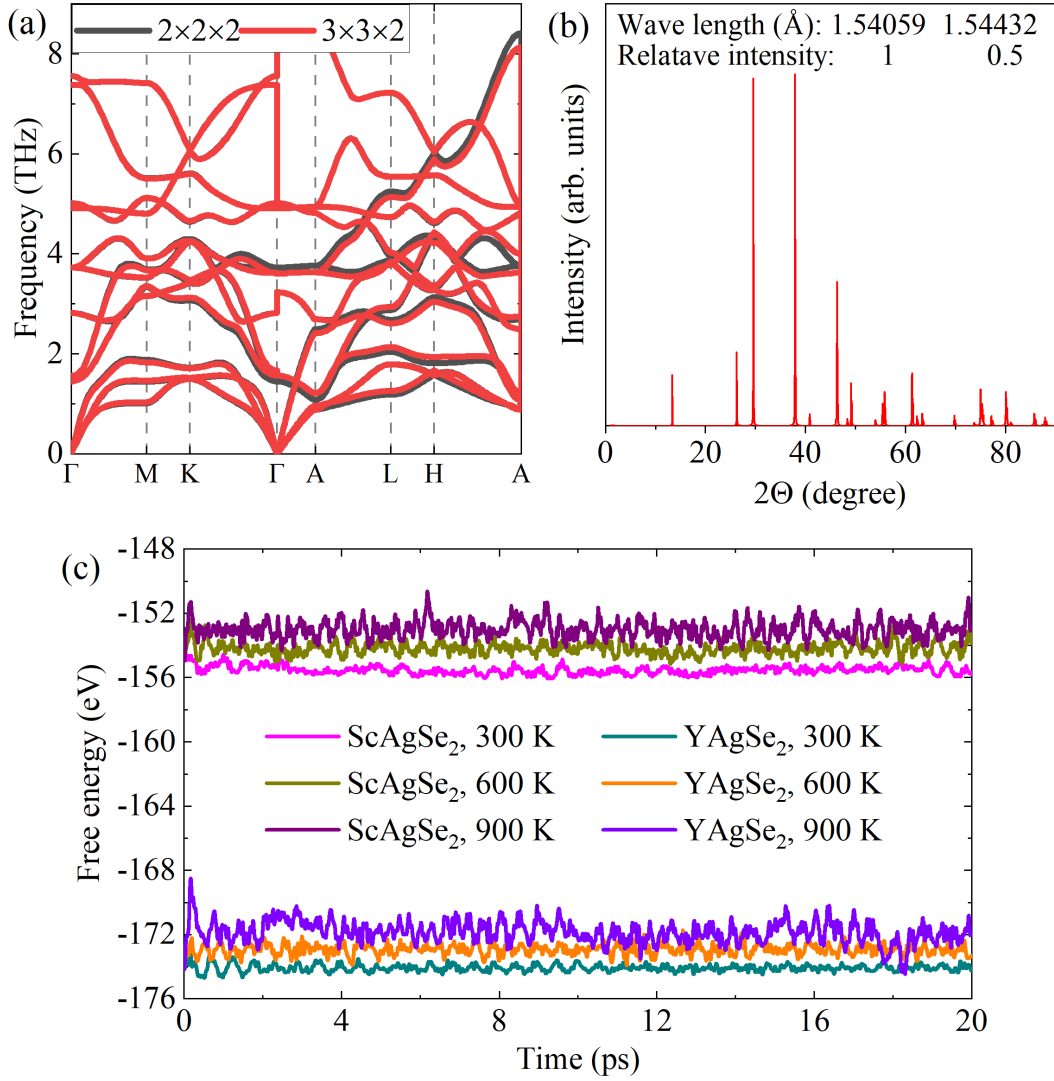 (a)
2×2×2 3×3×2
8
6
4
2
0
Frequency (THz)
Γ M K Γ A L H A
(b)
Wave length (Å): 1.54059 1.54432
Relatave intensity: 1 0.5
Intensity (arb. units)
0 20 40 60 80
2Θ (degree)
(c)
-148
-152
-156
-160
-164
-168
-172
-176
Free energy (eV)
ScAgSe₂, 300 K YAgSe₂, 300 K
ScAgSe₂, 600 K YAgSe₂, 600 K
ScAgSe₂, 900 K YAgSe₂, 900 K
0 4 8 12 16 20
Time (ps)